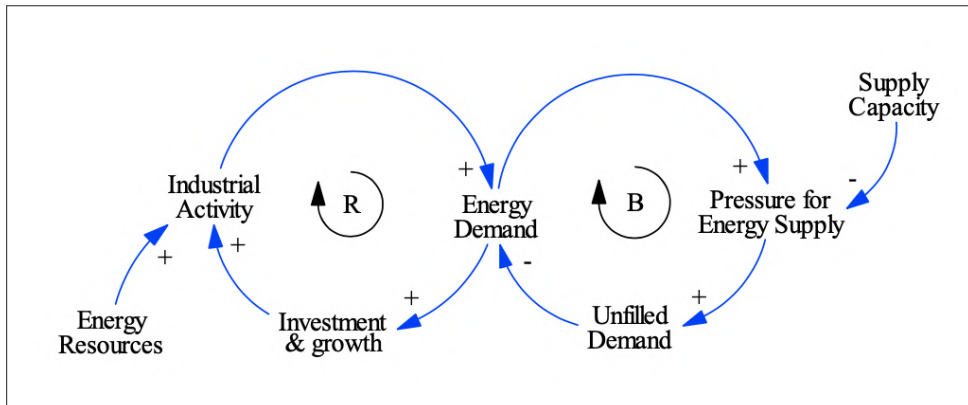 Supply
Capacity
+
+
-
Industrial
Activity
R
Energy
Demand
B
Pressure for
Energy Supply
+
+
-
+
+
Energy
Resources
Investment
& growth
Unfilled
Demand